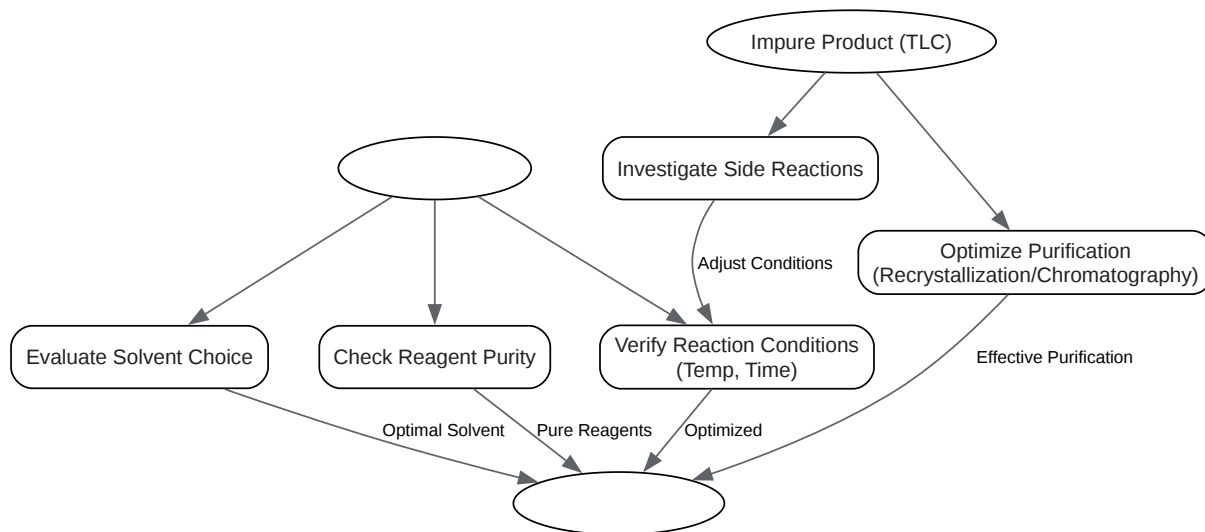 Impure Product (TLC)
Investigate Side Reactions
Adjust Conditions
Optimize Purification
(Recrystallization/Chromatography)
Evaluate Solvent Choice
Check Reagent Purity
Verify Reaction Conditions
(Temp, Time)
Effective Purification
Optimal Solvent
Pure Reagents
Optimized